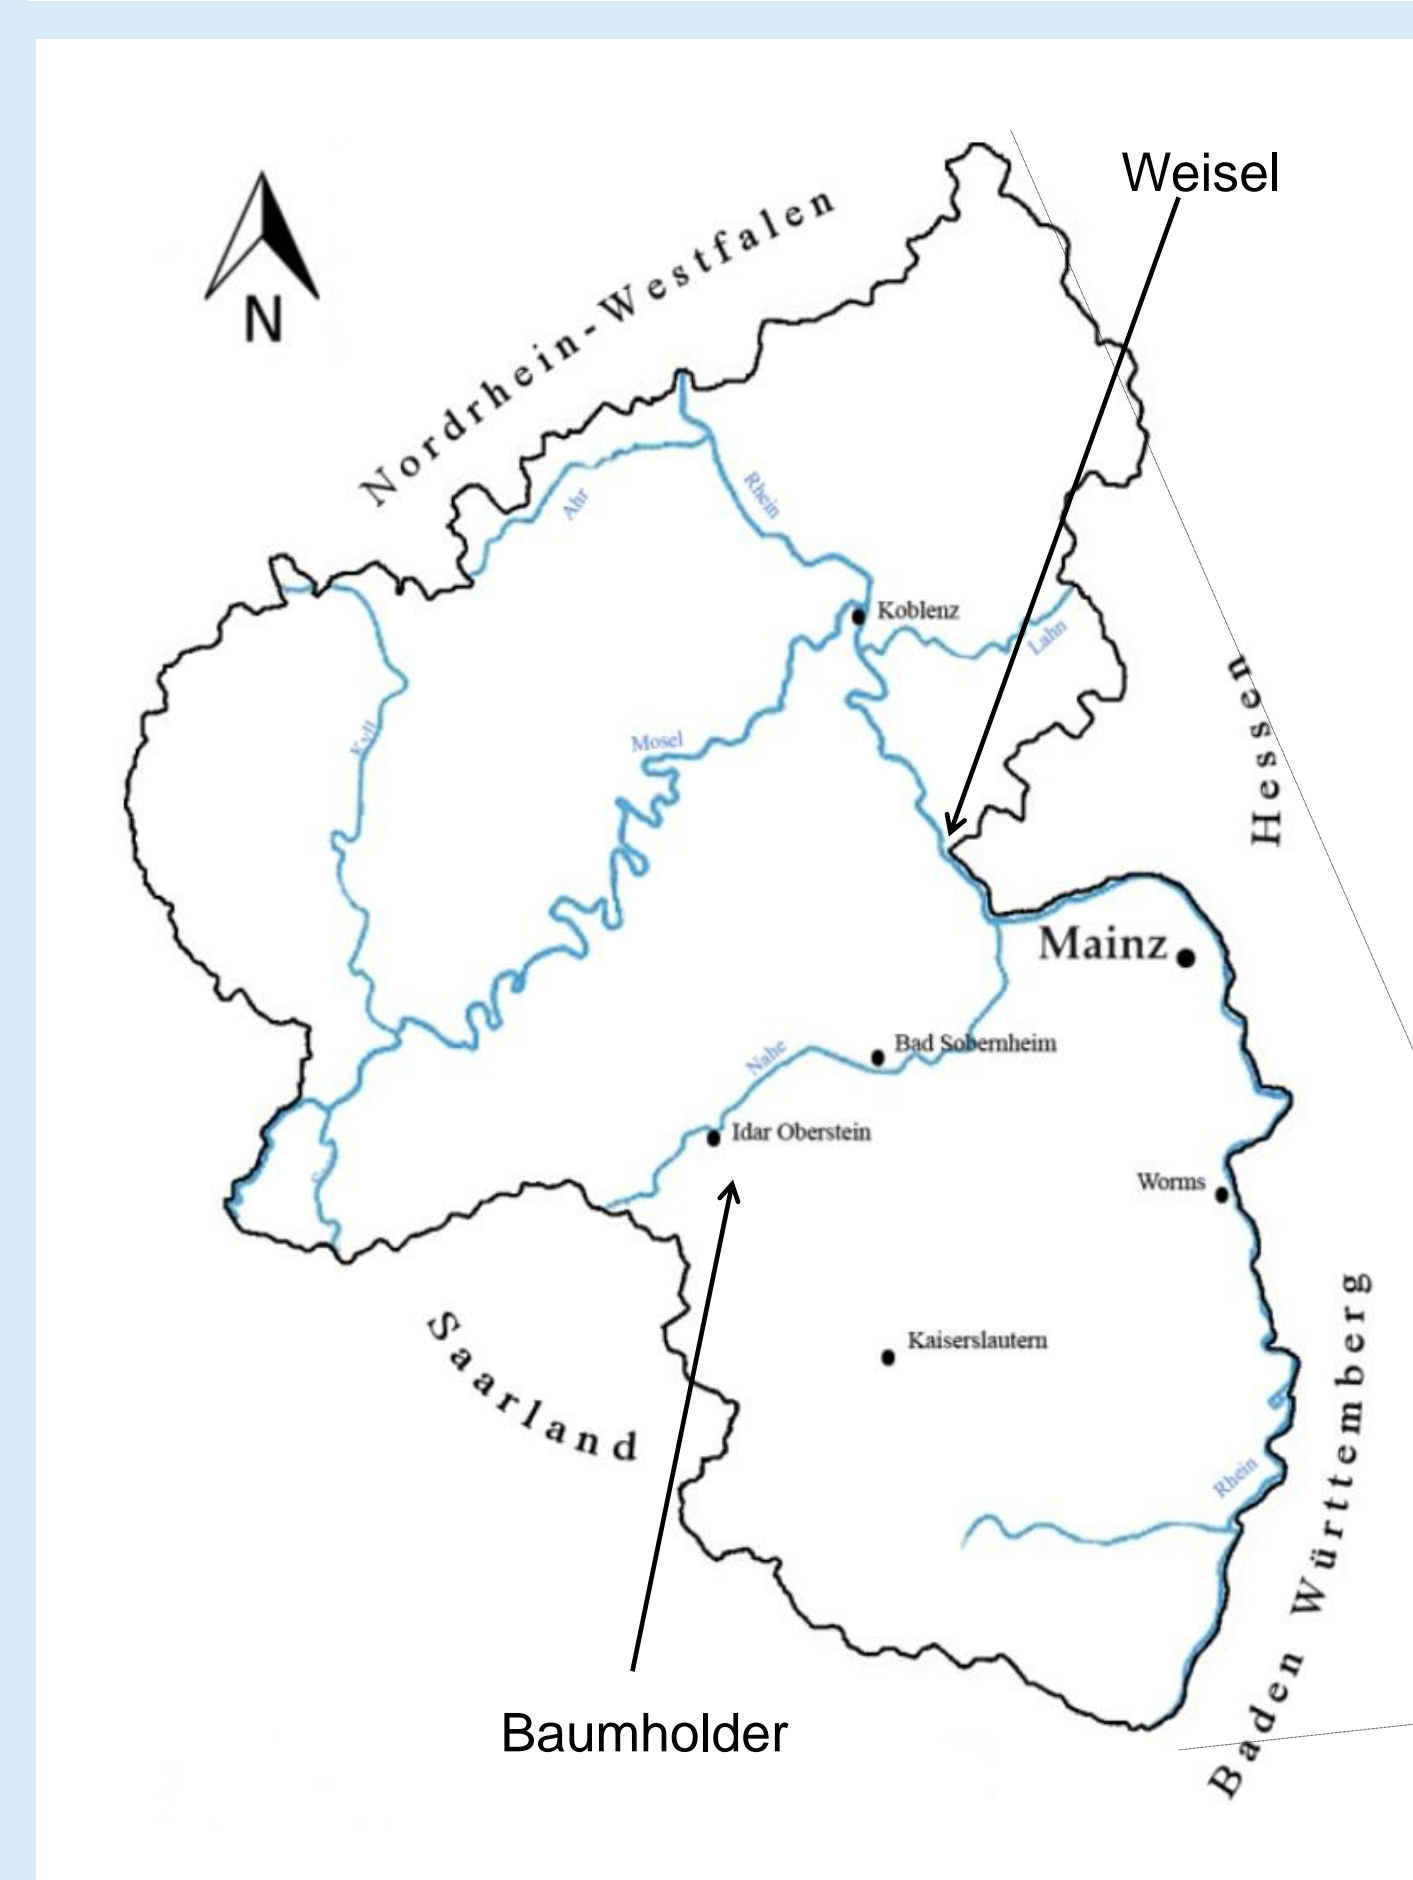 Weisel
Nordrhein-Westfalen
N
Ahr
Rhein
Koblenz
Lahn
Hessen
Kyll
Mosel
Mainz
Bad Sobernheim
Nahe
Idar Oberstein
Worms
Saarland
Kaiserslautern
Baden Württemberg
Rhein
Baumholder